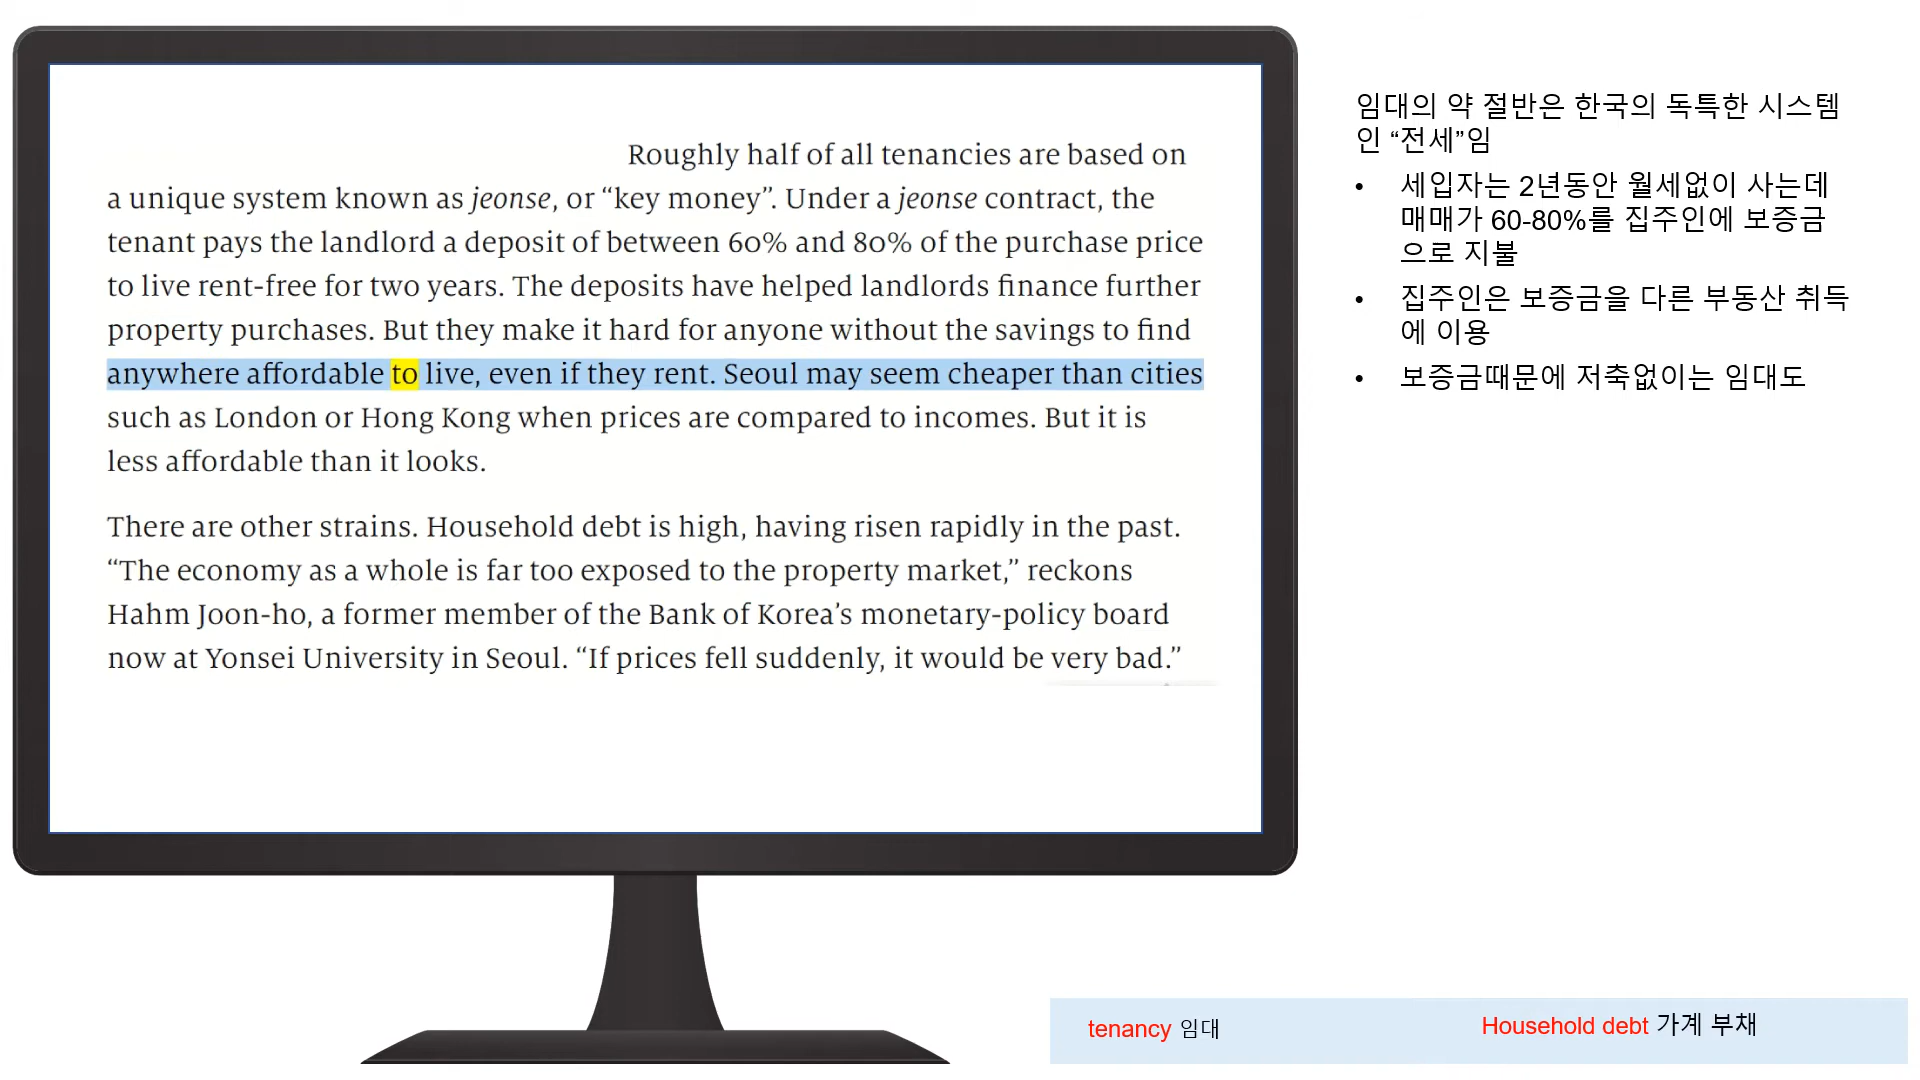 Roughly half of all tenancies are based on
a unique system known as jeonse, or “key money”. Under a jeonse contract, the
tenant pays the landlord a deposit of between 60% and 80% of the purchase price
to live rent-free for two years. The deposits have helped landlords finance further
property purchases. But they make it hard for anyone without the savings to find
anywhere affordable to live, even if they rent. Seoul may seem cheaper than cities
such as London or Hong Kong when prices are compared to incomes. But it is
less affordable than it looks.
There are other strains. Household debt is high, having risen rapidly in the past.
“The economy as a whole is far too exposed to the property market,” reckons
Hahm Joon-ho, a former member of the Bank of Korea’s monetary-policy board
now at Yonsei University in Seoul. “If prices fell suddenly, it would be very bad.”
임대의 약 절반은 한국의 독특한 시스템
인 “전세”임
• 세입자는 2년동안 월세없이 사는데
매매가 60-80%를 집주인에 보증금
으로 지불
• 집주인은 보증금을 다른 부동산 취득
에 이용
• 보증금때문에 저축없이는 임대도
tenancy 임대
Household debt 가계 부채